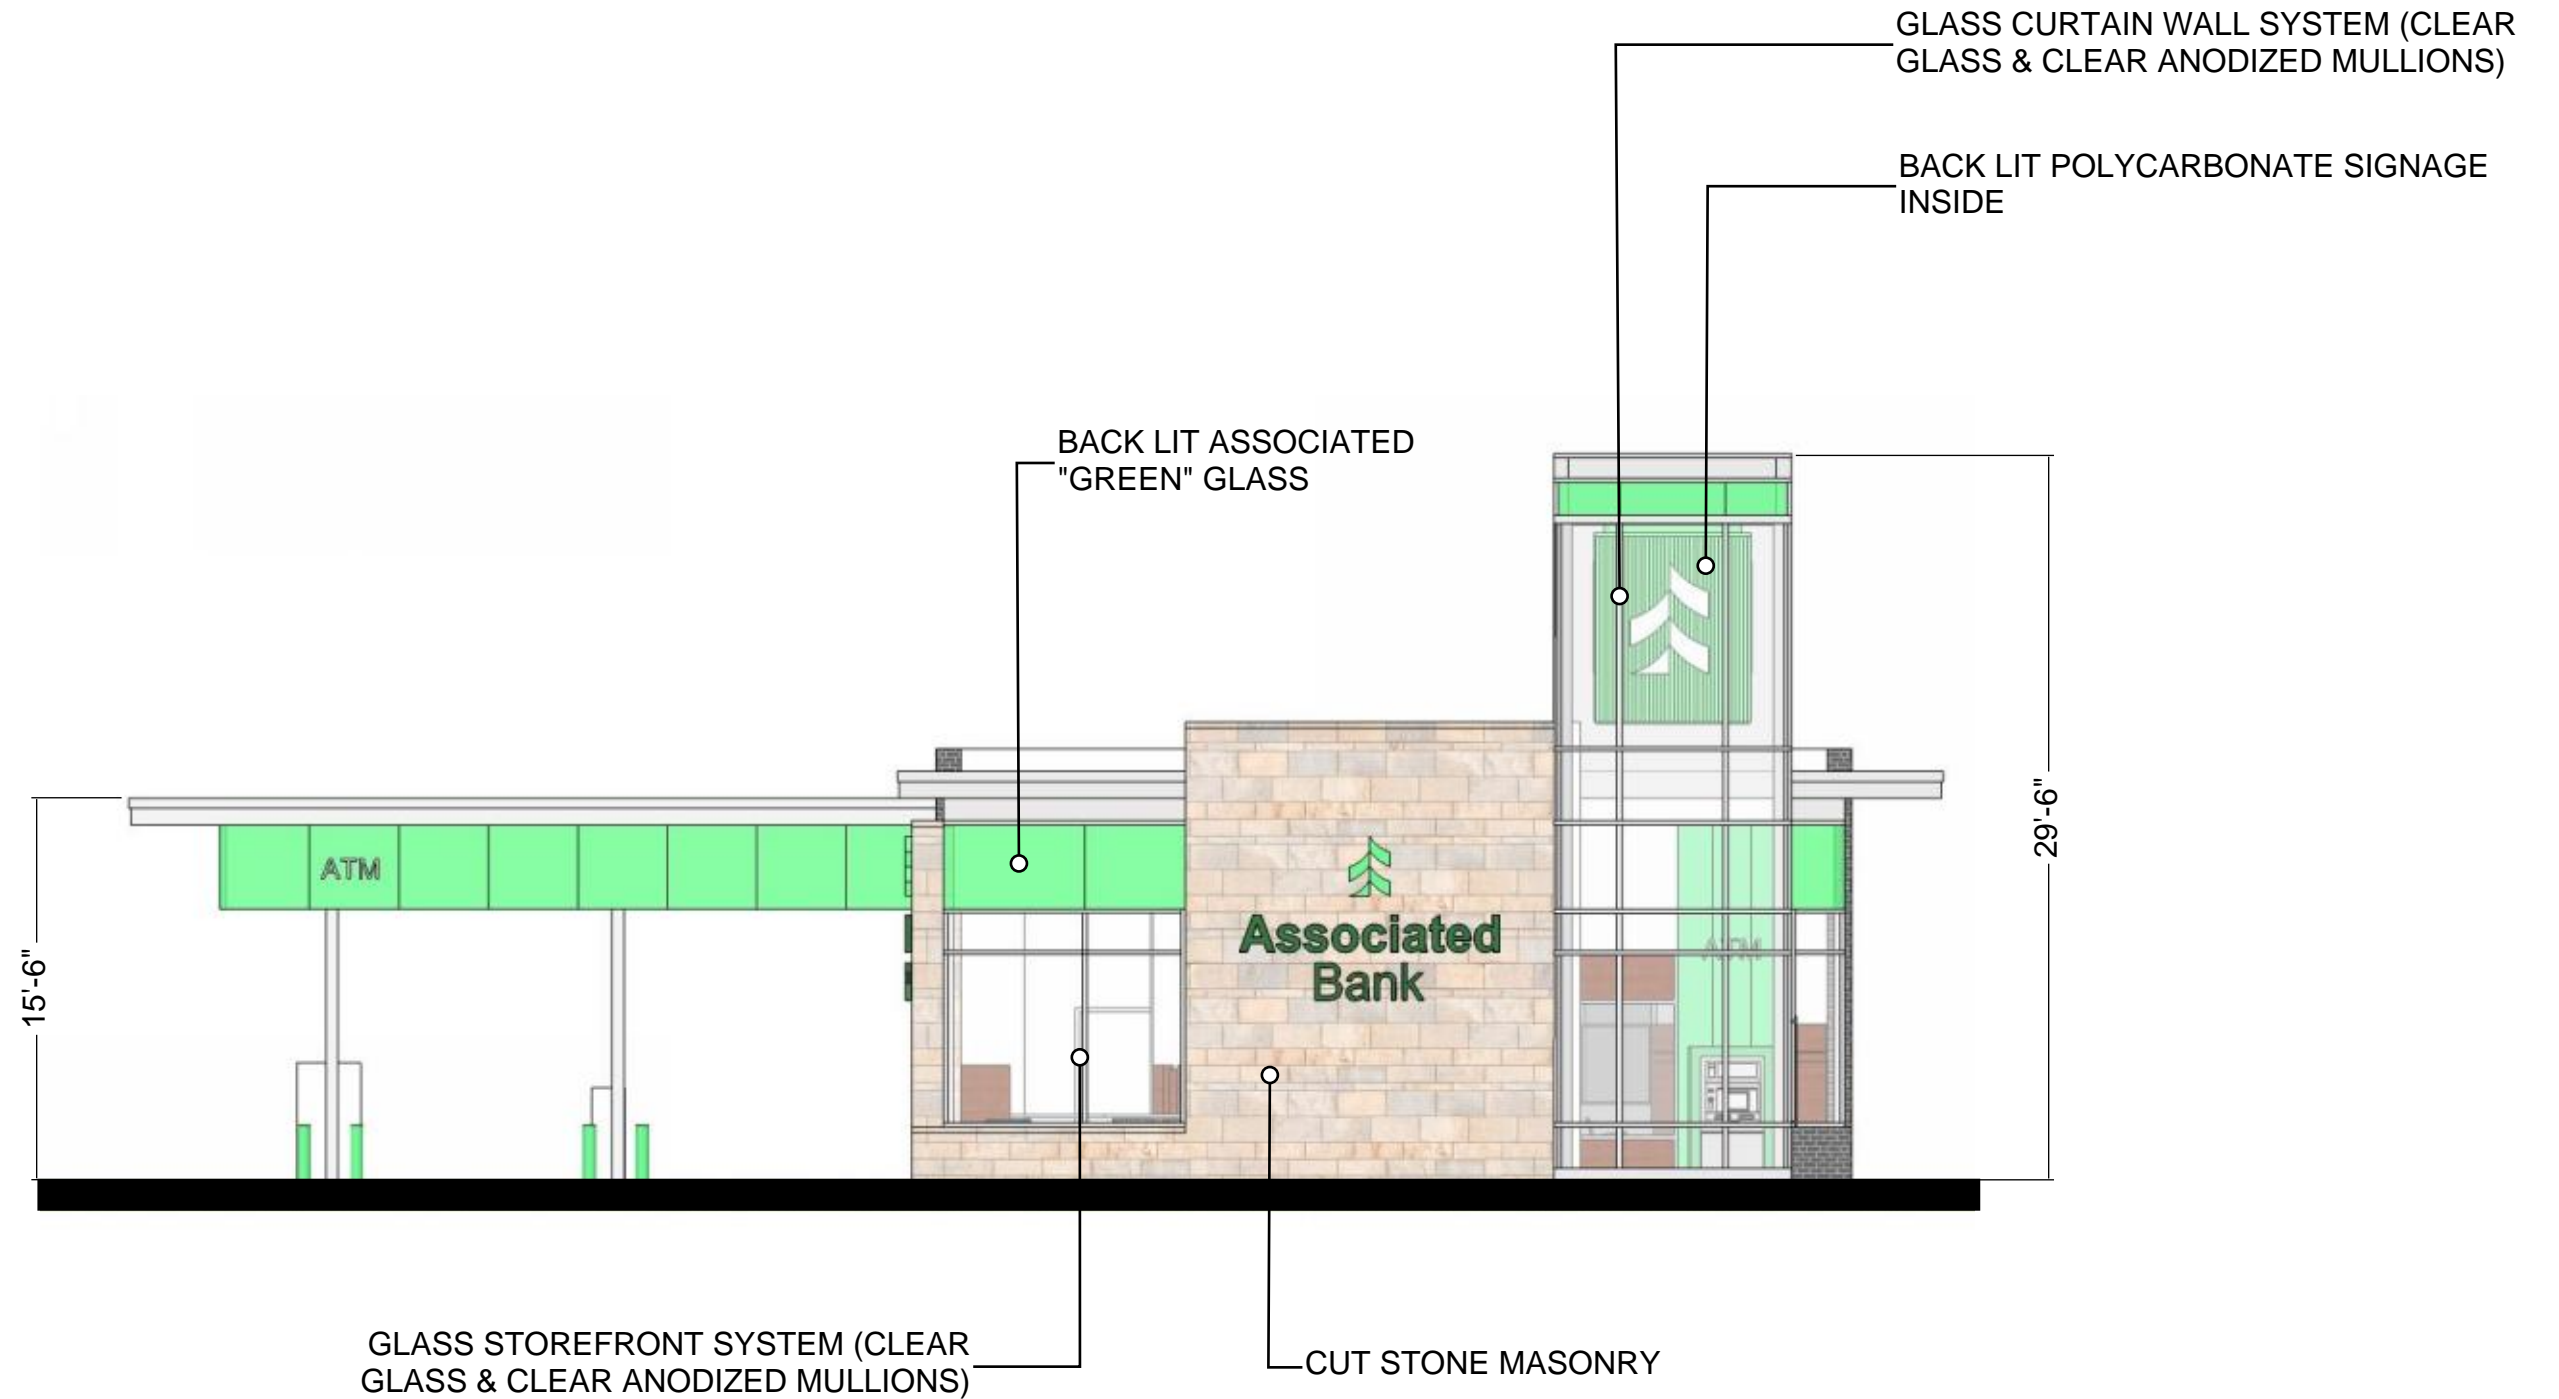 GLASS CURTAIN WALL SYSTEM (CLEAR
GLASS & CLEAR ANODIZED MULLIONS)
BACK LIT POLYCARBONATE SIGNAGE
INSIDE
BACK LIT ASSOCIATED
"GREEN" GLASS
29'-6"
ATM
Associated
Bank
ATM
15'-6"
GLASS STOREFRONT SYSTEM (CLEAR
GLASS & CLEAR ANODIZED MULLIONS)
CUT STONE MASONRY